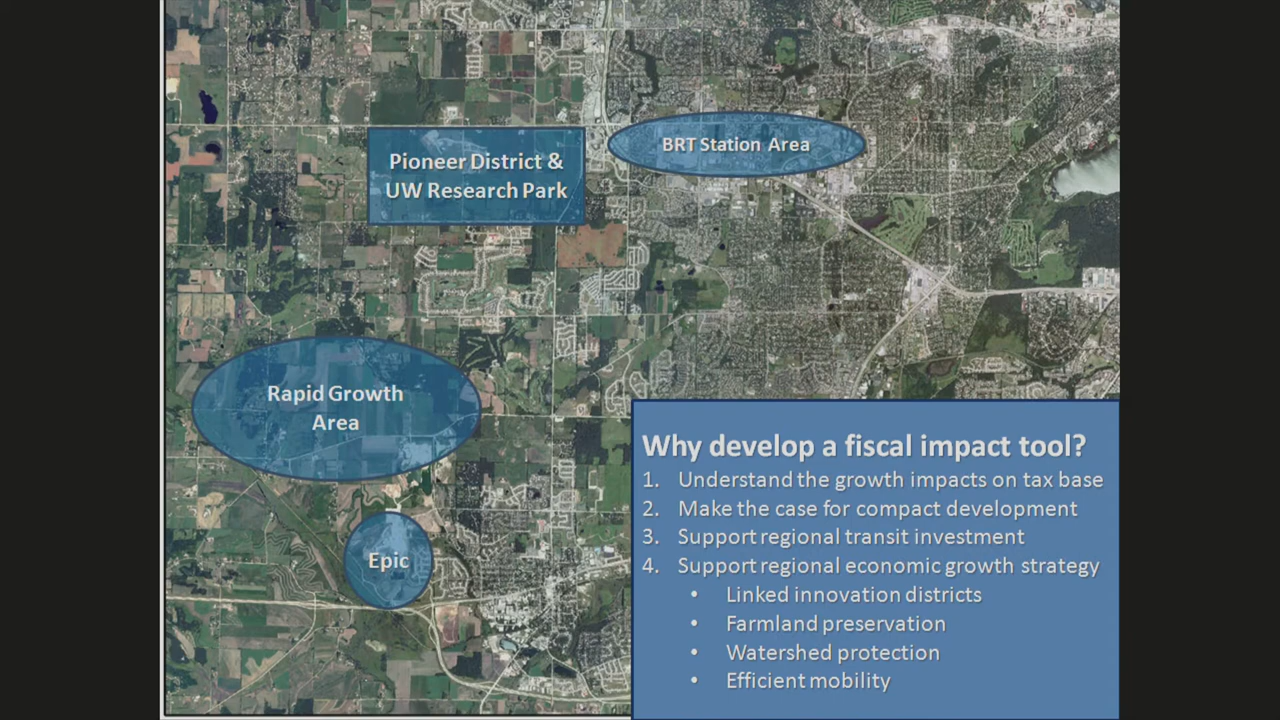 Pioneer District &
UW Research Park
BRT Station Area
Rapid Growth
Area
Epic
Why develop a fiscal impact tool?
1. Understand the growth impacts on tax base
2. Make the case for compact development
3. Support regional transit investment
4. Support regional economic growth strategy
• Linked innovation districts
• Farmland preservation
• Watershed protection
• Efficient mobility